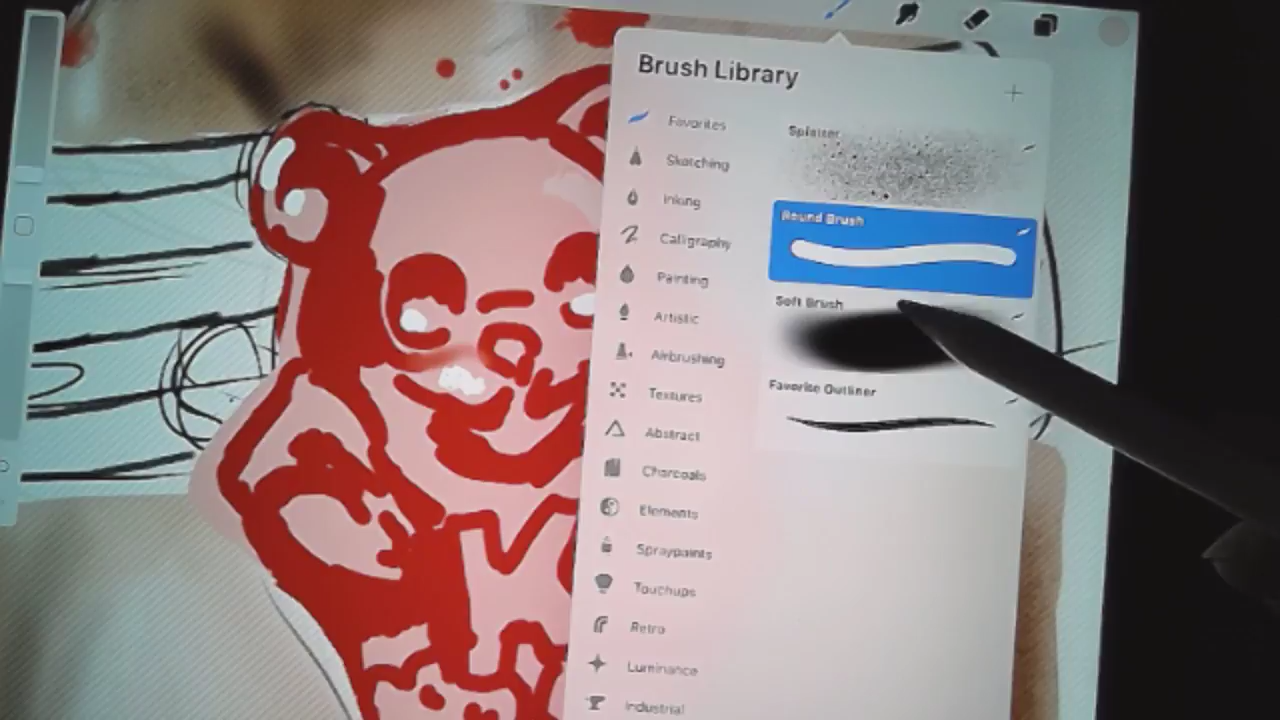 Brush Library
Favorites
Sketching
Inking
Calligraphy
Painting
Artistic
Airbrushing
Textures
Abstract
Charcoals
Elements
Spraypaints
Touchups
Retro
Luminance
Industrial
Splatter
Round Brush
Soft Brush
Favorite Outliner